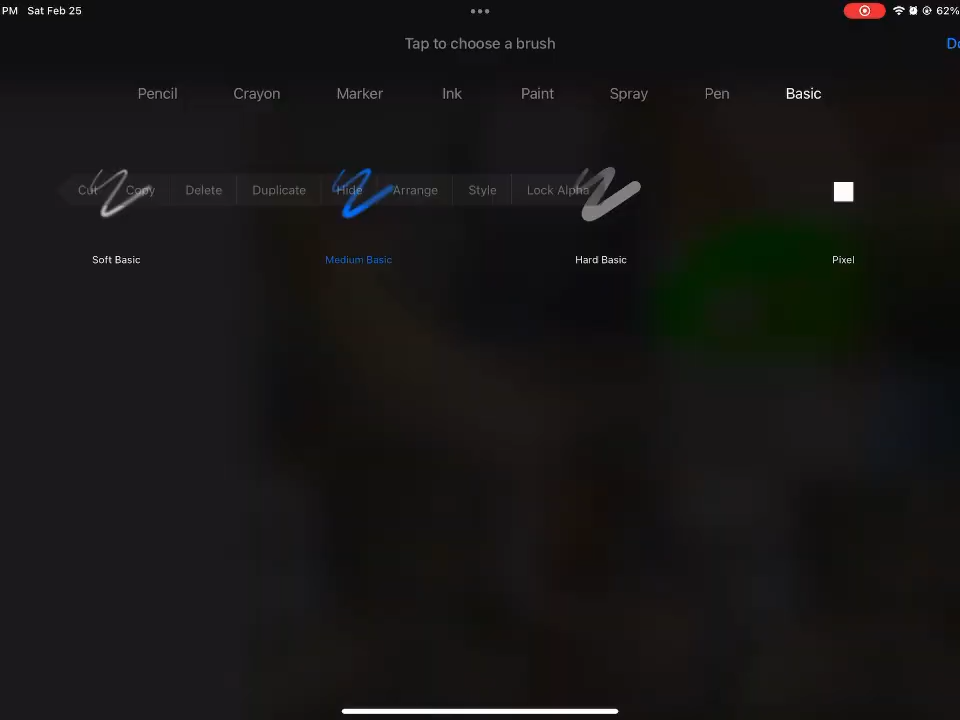 PM Sat Feb 25 62%
Tap to choose a brush Do
Pencil Crayon Marker Ink Paint Spray Pen Basic
Cut Copy Delete Duplicate Hide Arrange Style Lock Alpha
Soft Basic Medium Basic Hard Basic Pixel